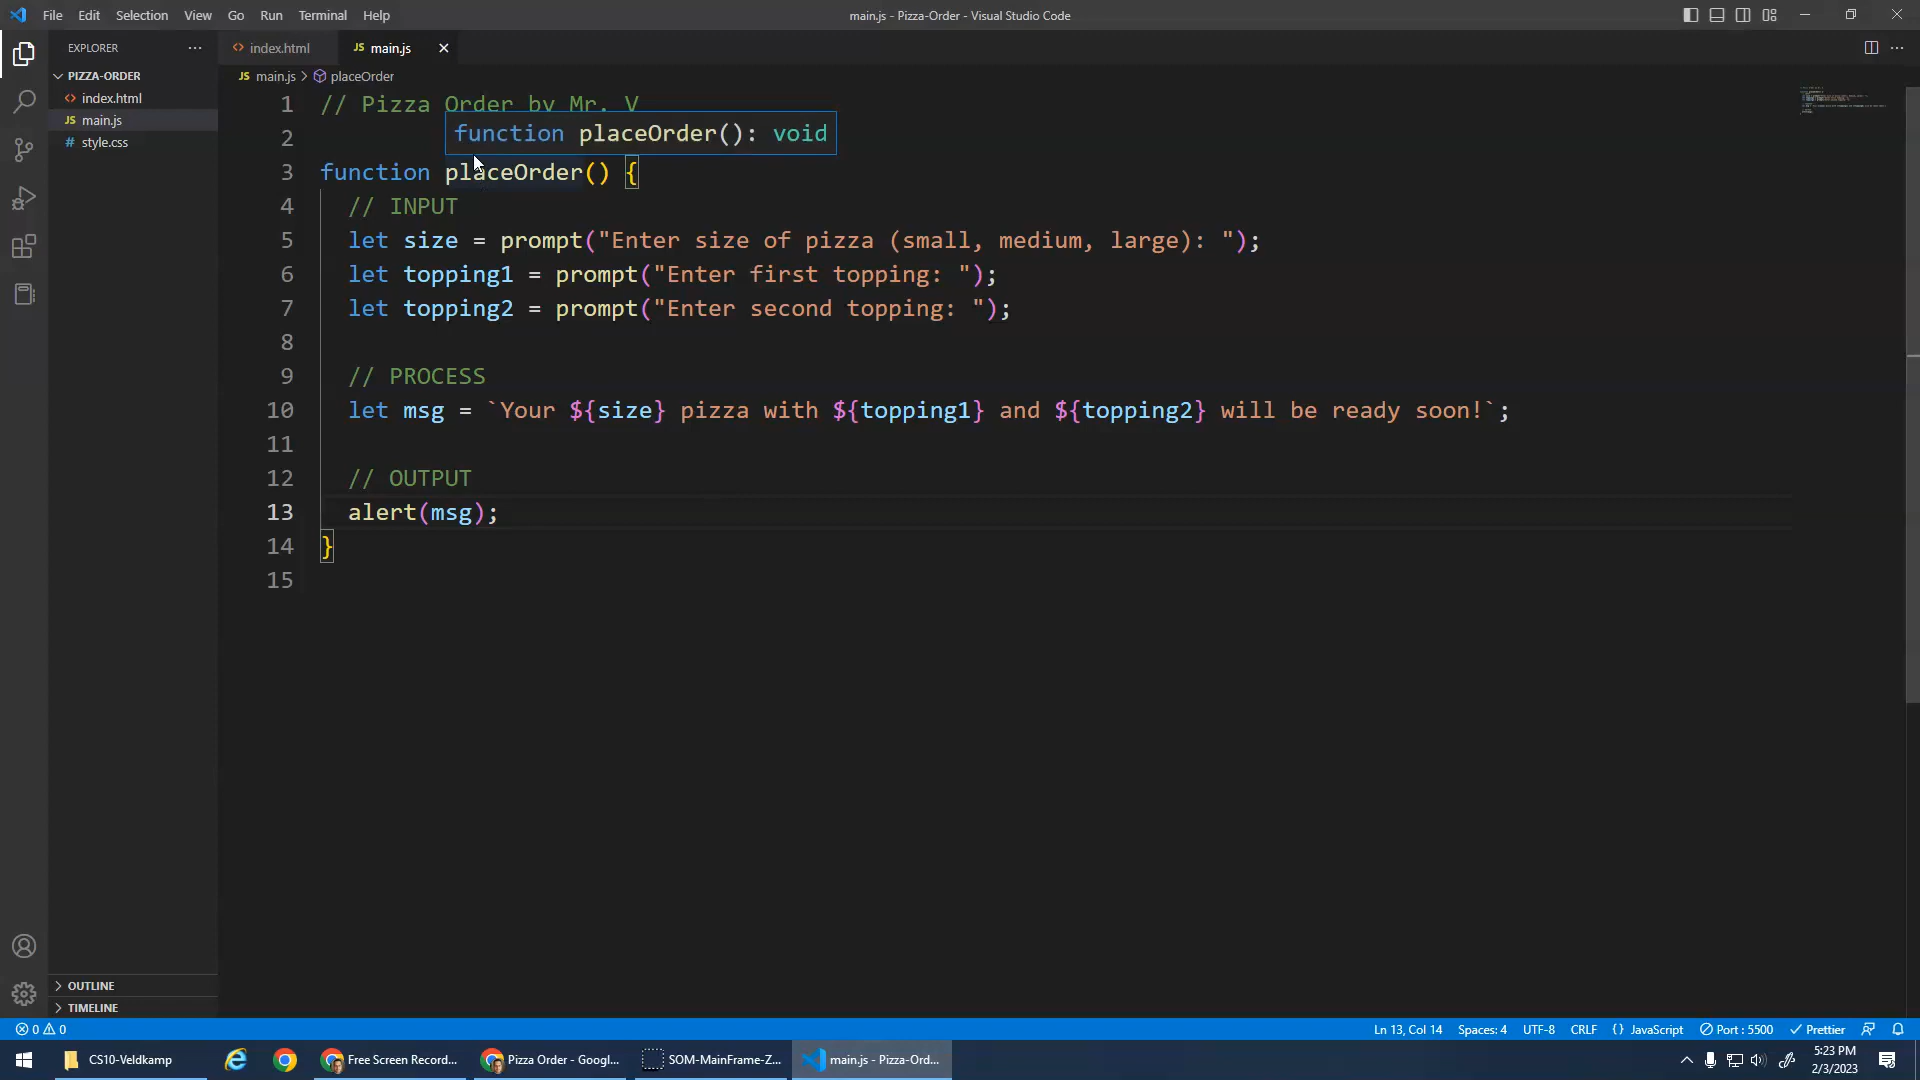 File Edit Selection View Go Run Terminal Help
main.js - Pizza-Order - Visual Studio Code
EXPLORER
index.html
JS main.js
PIZZA-ORDER
index.html
JS main.js
# style.css
JS main.js > placeOrder
1 // Pizza Order by Mr. V
2
function placeOrder(): void
3 function placeOrder() {
4 // INPUT
5 let size = prompt("Enter size of pizza (small, medium, large): ");
6 let topping1 = prompt("Enter first topping: ");
7 let topping2 = prompt("Enter second topping: ");
8
9 // PROCESS
10 let msg = `Your ${size} pizza with ${topping1} and ${topping2} will be ready soon!`;
11
12 // OUTPUT
13 alert(msg);
14 }
15
OUTLINE
TIMELINE
0 0
Ln 13, Col 14 Spaces: 4 UTF-8 CRLF {} JavaScript Port : 5500 Prettier
CS10-Veldkamp
Free Screen Record...
Pizza Order - Googl...
SOM-MainFrame-Z...
main.js - Pizza-Ord...
5:23 PM
2/3/2023